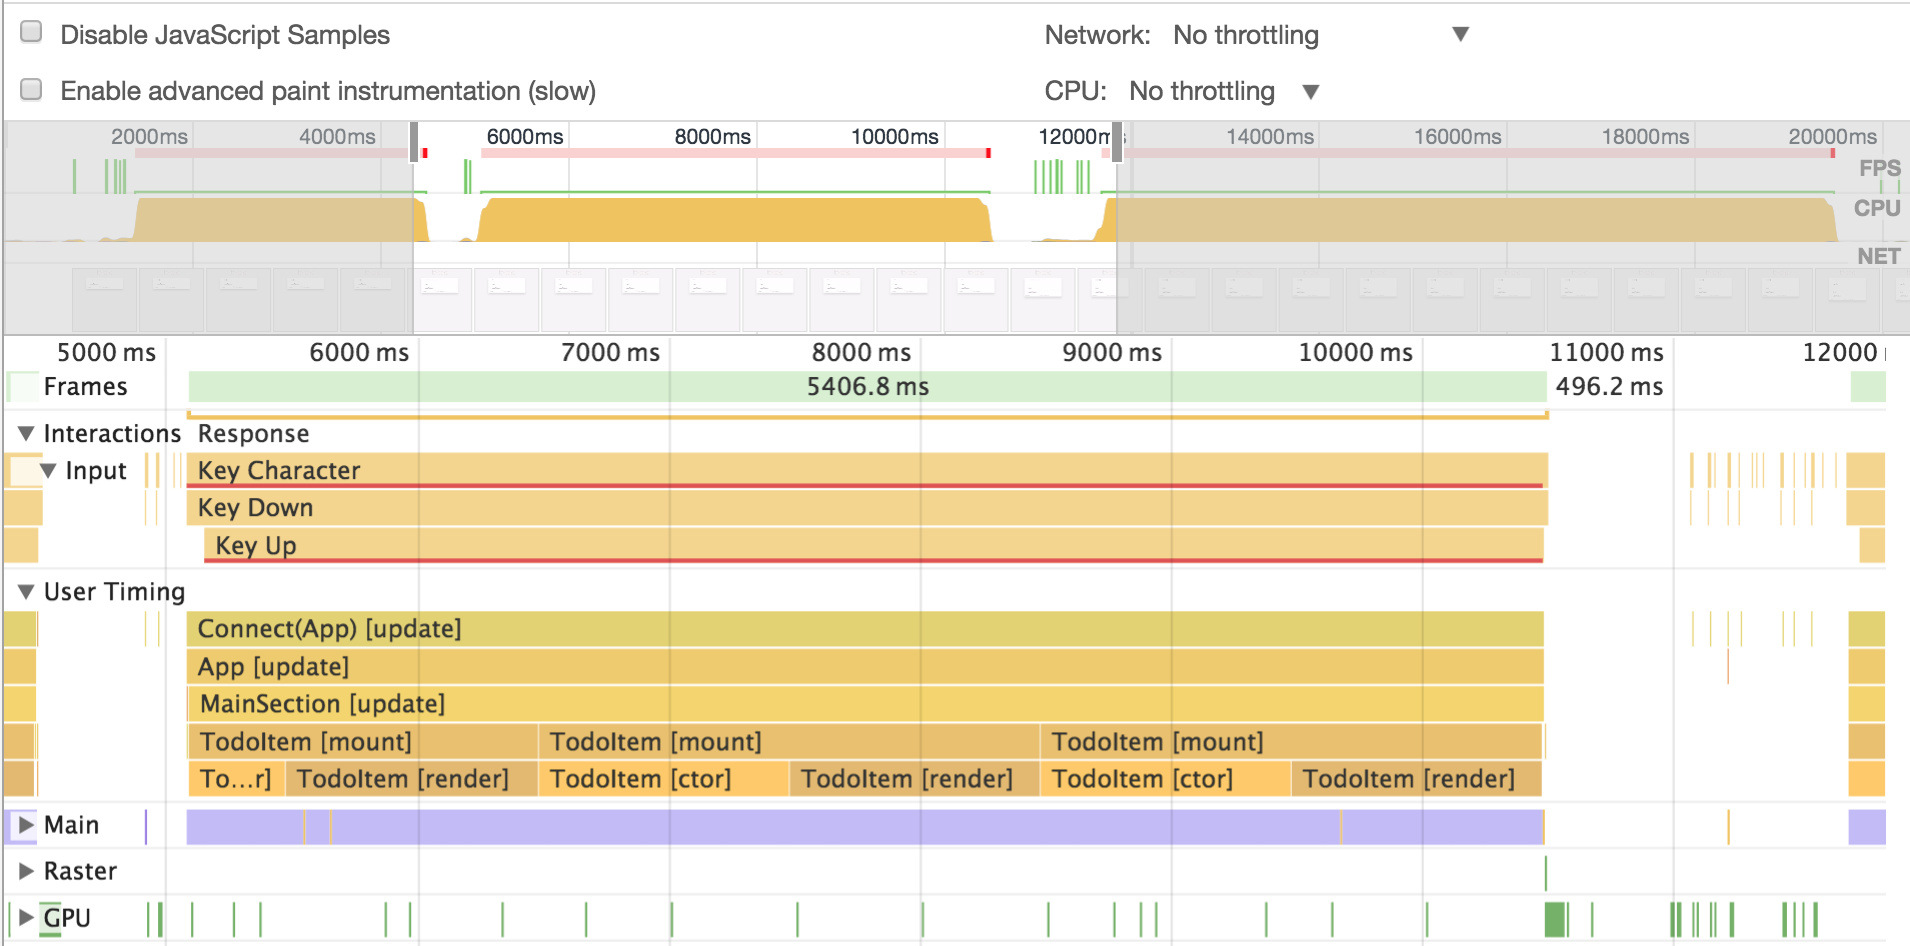 Disable JavaScript Samples Network: No throttling
Enable advanced paint instrumentation (slow) CPU: No throttling
2000ms 4000ms 6000ms 8000ms 10000ms 12000ms 14000ms 16000ms 18000ms 20000ms
FPS
CPU
NET
5000 ms 6000 ms 7000 ms 8000 ms 9000 ms 10000 ms 11000 ms 12000
Frames 5406.8 ms 496.2 ms
Interactions Response
Input Key Character
Key Down
Key Up
User Timing
Connect(App) [update]
App [update]
MainSection [update]
TodoItem [mount] TodoItem [mount] TodoItem [mount]
To...r] TodoItem [render] TodoItem [ctor] TodoItem [render] TodoItem [ctor] TodoItem [render]
Main
Raster
GPU